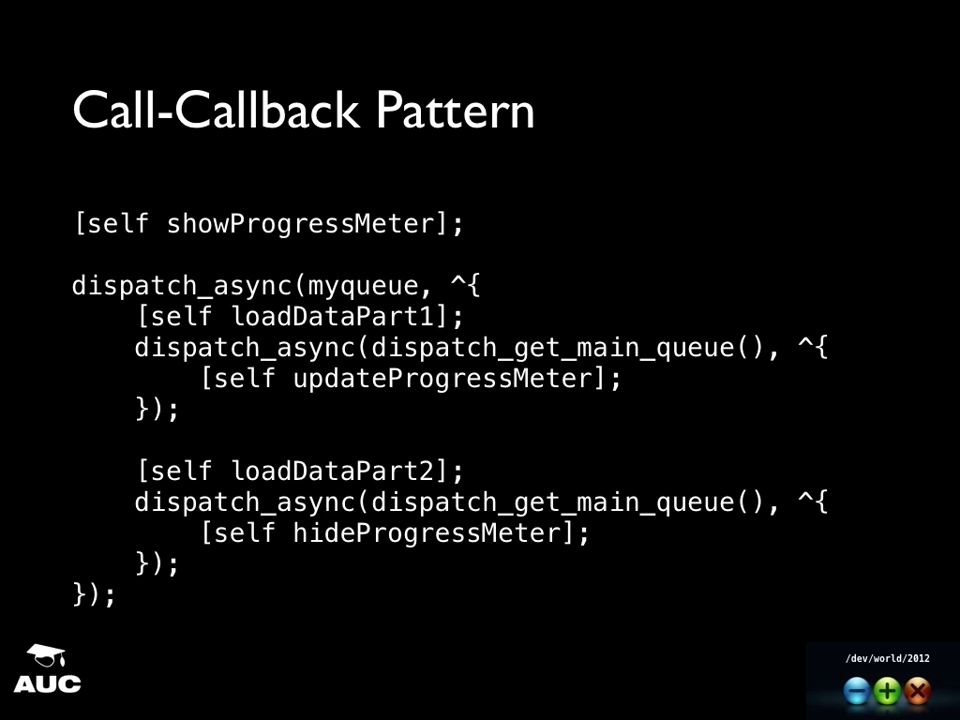 Call-Callback Pattern
[self showProgressMeter];
dispatch_async(myqueue, ^{
    [self loadDataPart1];
    dispatch_async(dispatch_get_main_queue(), ^{
        [self updateProgressMeter];
    });
    [self loadDataPart2];
    dispatch_async(dispatch_get_main_queue(), ^{
        [self hideProgressMeter];
    });
});
AUC
/dev/world/2012